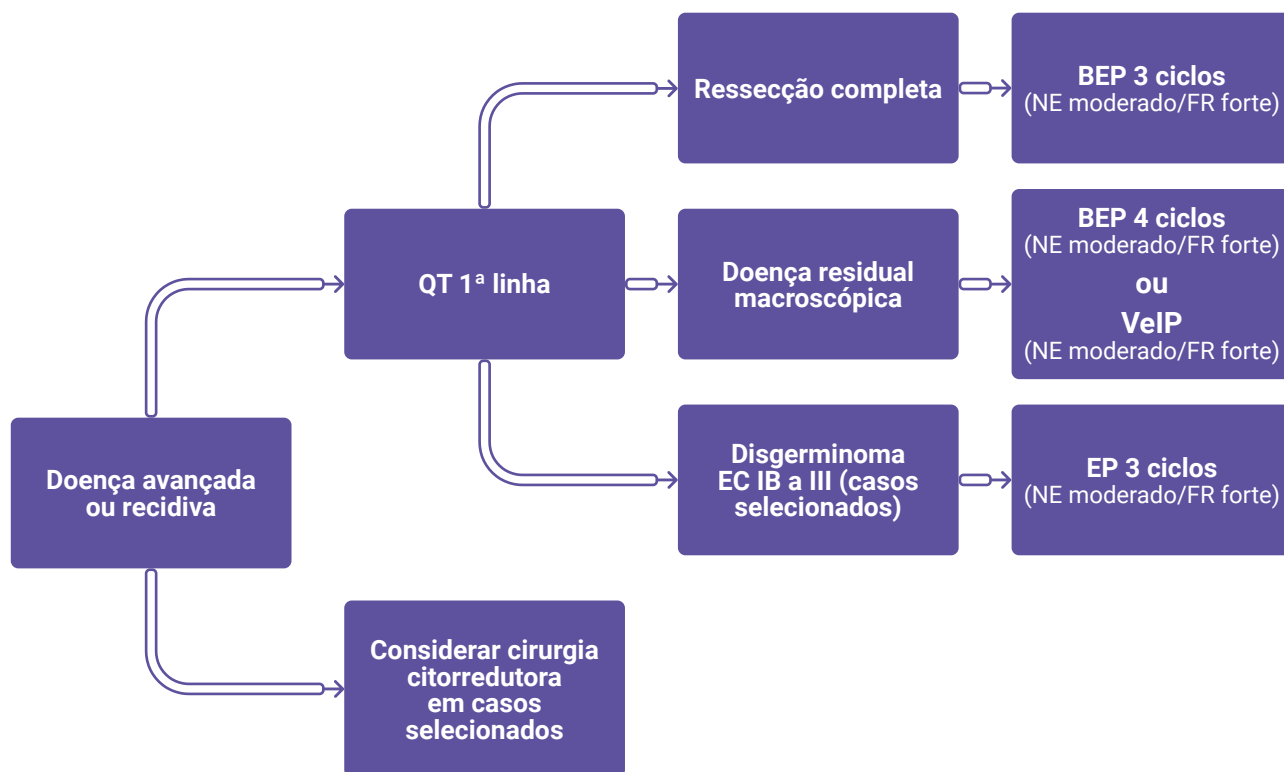 Ressecção completa
BEP 3 ciclos
(NE moderado/FR forte)
QT 1ª linha
Doença residual
macroscópica
BEP 4 ciclos
(NE moderado/FR forte)
ou
VeIP
(NE moderado/FR forte)
Doença avançada
ou recidiva
Disgerminoma
EC IB a III (casos
selecionados)
EP 3 ciclos
(NE moderado/FR forte)
Considerar cirurgia
citorredutora
em casos
selecionados